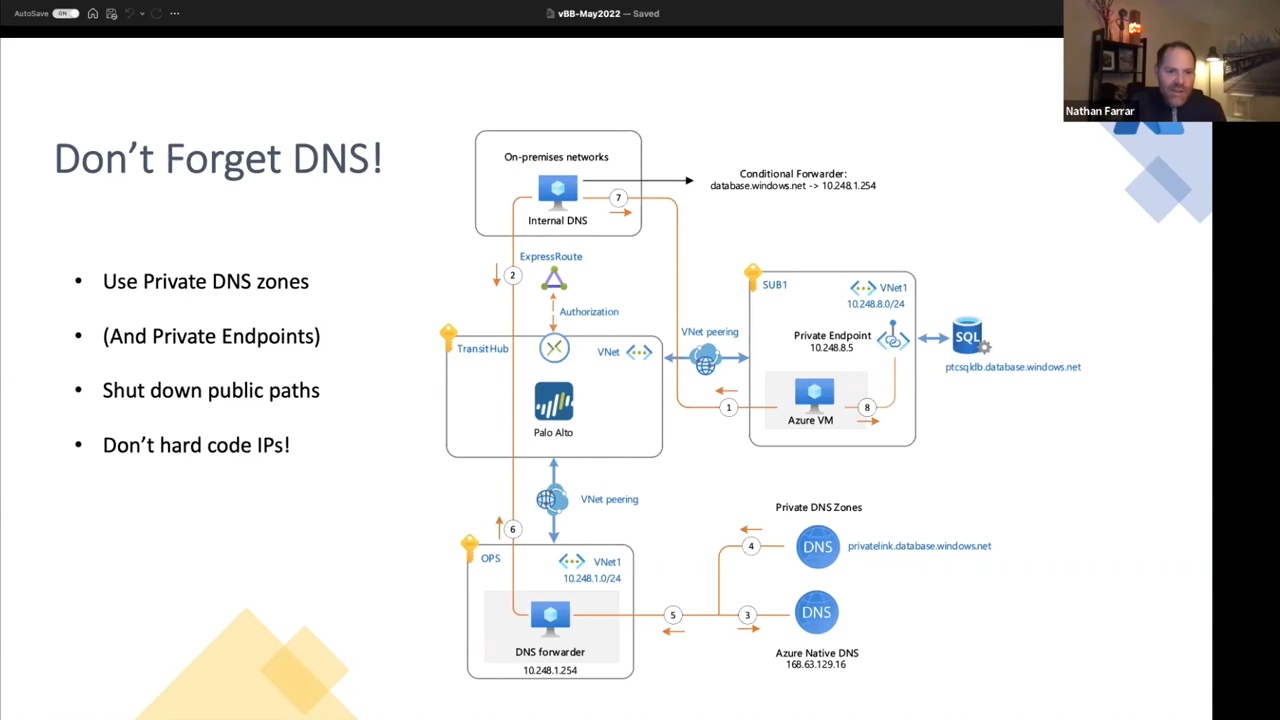 AutoSave ON
vBB-May2022 — Saved
Nathan Farrar
Don't Forget DNS!
• Use Private DNS zones
• (And Private Endpoints)
• Shut down public paths
• Don't hard code IPs!
On-premises networks
Internal DNS
7
Conditional Forwarder:
database.windows.net -> 10.248.1.254
2
ExpressRoute
Authorization
TransitHub
VNet
Palo Alto
VNet peering
SUB1
VNet1
10.248.8.0/24
Private Endpoint
10.248.8.5
SQL
ptcsqldb.database.windows.net
1
Azure VM
8
VNet peering
6
OPS
VNet1
10.248.1.0/24
DNS forwarder
10.248.1.254
Private DNS Zones
4
DNS
privatelink.database.windows.net
5
3
DNS
Azure Native DNS
168.63.129.16